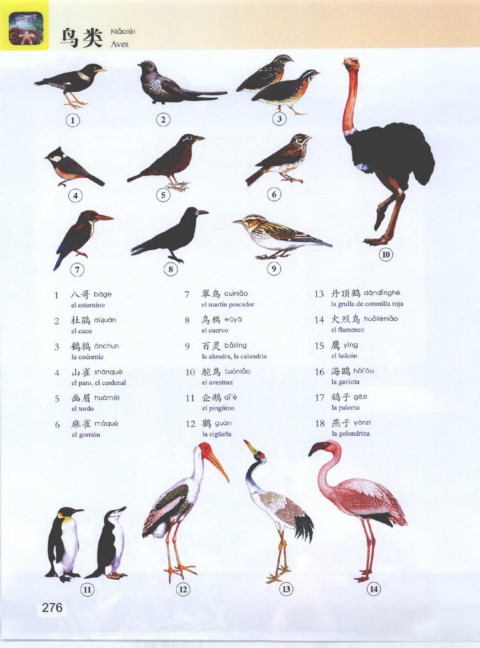 鸟类 Niǎolèi
Aves
1
2
3
4
5
6
7
8
9
10
1 八哥 bāge
el estornino
2 杜鹃 dùjuān
el cuco
3 鹌鹑 ānchun
la codorniz
4 山雀 shānquè
el paro, el cardenal
5 画眉 huàméi
el tordo
6 麻雀 máquè
el gorrión
7 翠鸟 cuìniǎo
el martín pescador
8 乌鸦 wūyā
el cuervo
9 百灵 bǎilíng
la alondra, la calandria
10 鸵鸟 tuóniǎo
el avestruz
11 企鹅 qǐ'é
el pingüino
12 鹳 guàn
la cigüeña
13 丹顶鹤 dāndǐnghè
la grulla de coronilla roja
14 火烈鸟 huǒlièniǎo
el flamenco
15 鹰 yīng
el halcón
16 海鸥 hǎi'ōu
la gaviota
17 鸽子 gēzi
la paloma
18 燕子 yànzi
la golondrina
11
12
13
14
276